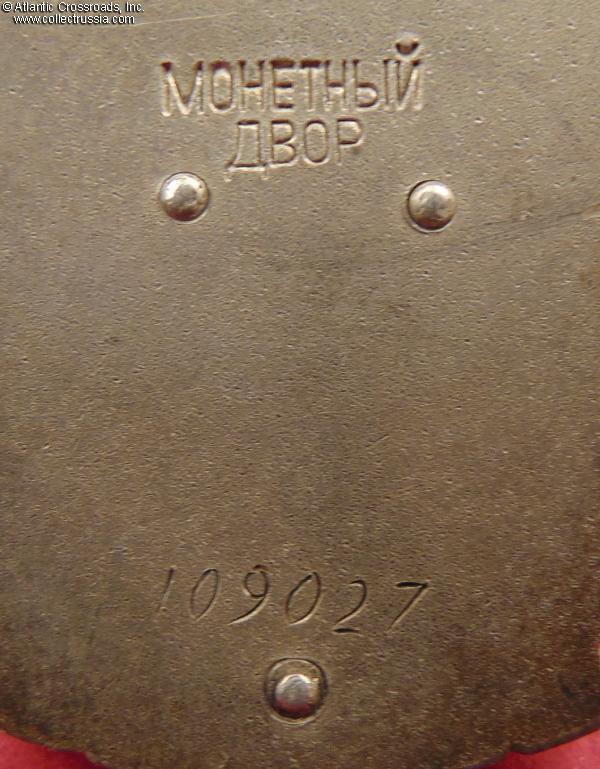 © Atlantic Crossroads, Inc.
www.collectrussia.com
МОНЕТНЫЙ
ДВОР
109027